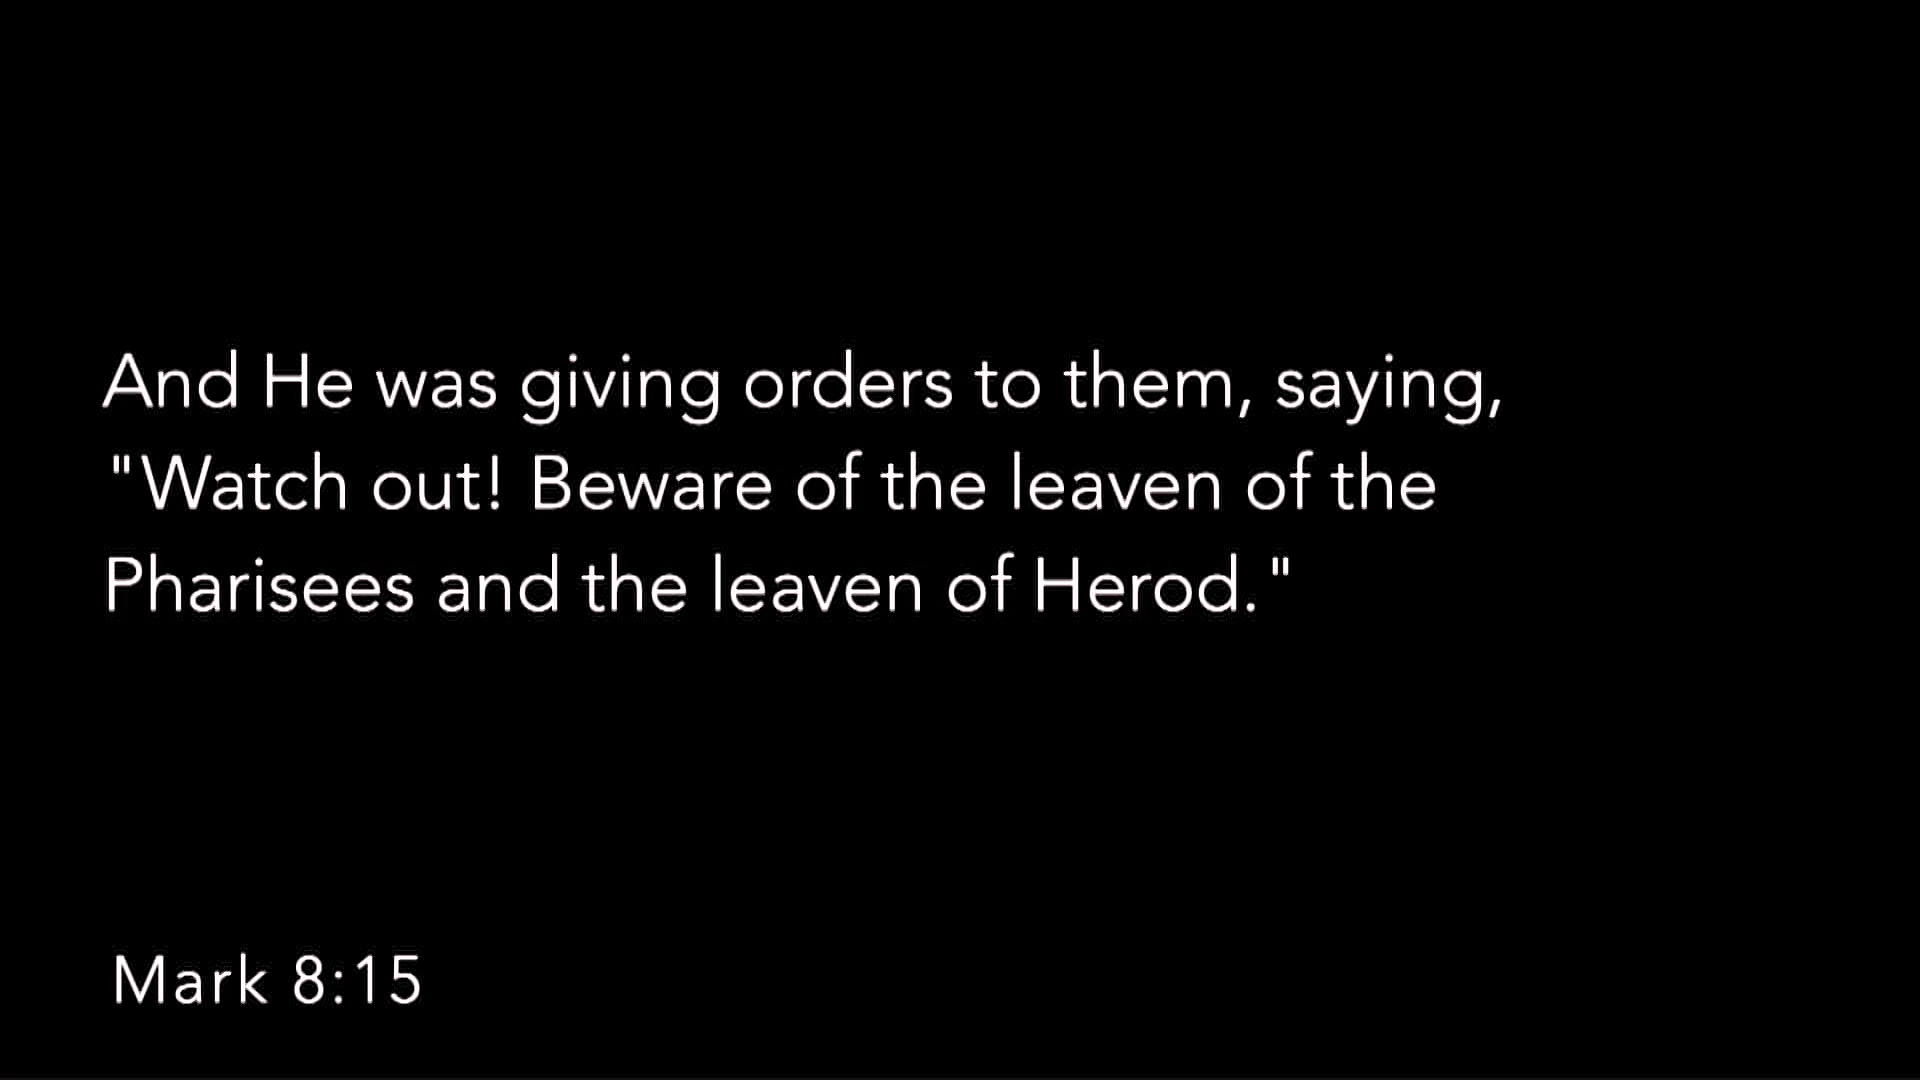 And He was giving orders to them, saying,
"Watch out! Beware of the leaven of the
Pharisees and the leaven of Herod."
Mark 8:15